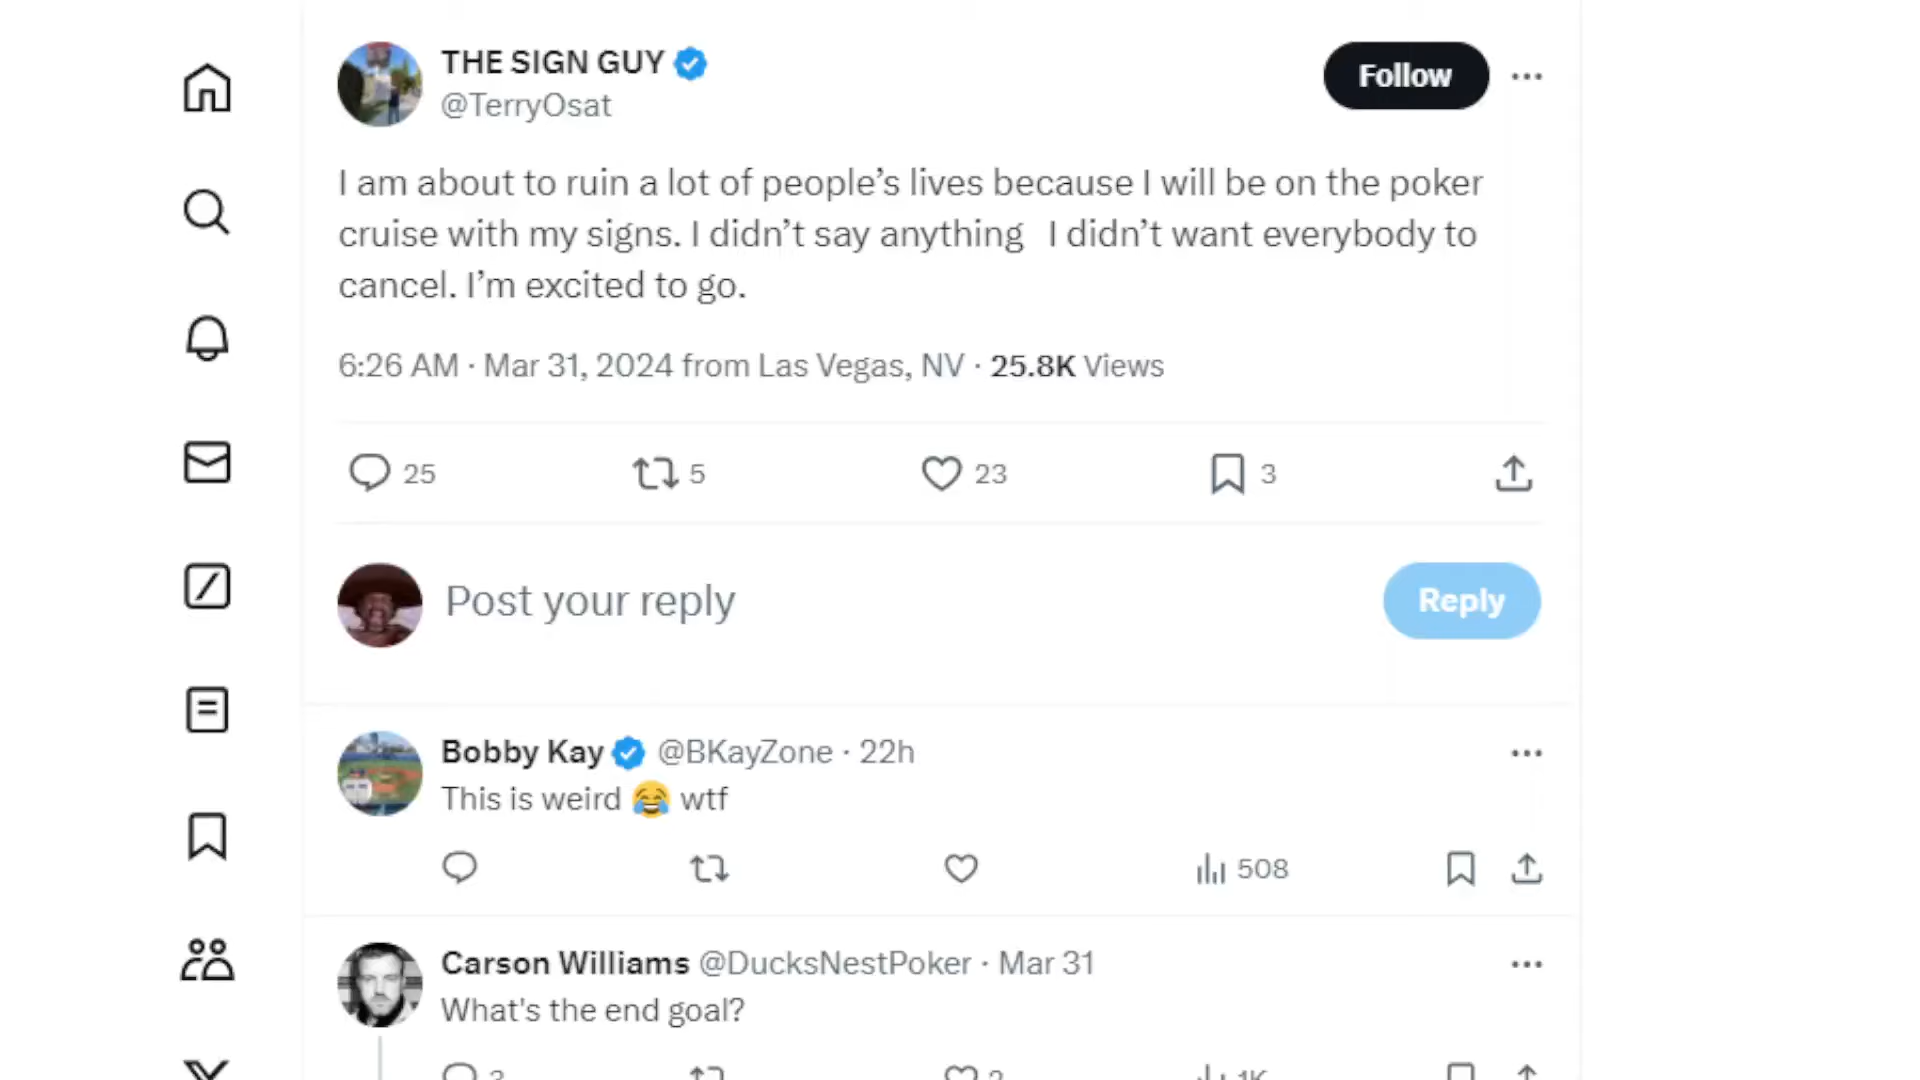 THE SIGN GUY
@TerryOsat
Follow
I am about to ruin a lot of people’s lives because I will be on the poker
cruise with my signs. I didn’t say anything I didn’t want everybody to
cancel. I’m excited to go.
6:26 AM · Mar 31, 2024 from Las Vegas, NV · 25.8K Views
25 5 23 3
Post your reply
Reply
Bobby Kay @BKayZone · 22h
This is weird 😂 wtf
508
Carson Williams @DucksNestPoker · Mar 31
What's the end goal?
3 2 1K